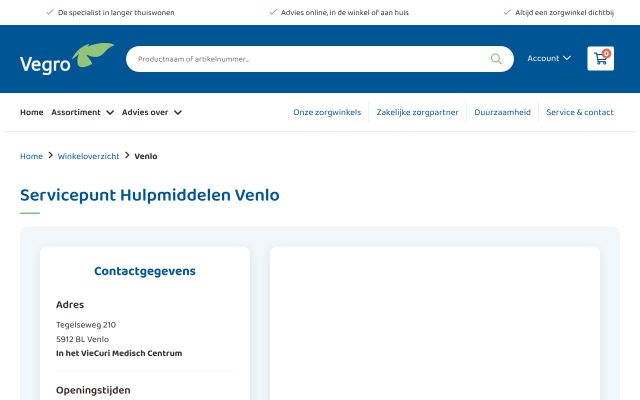 De specialist in langer thuiswonen
Advies online, in de winkel of aan huis
Altijd een zorgwinkel dichtbij
Vegro
Productnaam of artikelnummer...
Account
0
Home
Assortiment
Advies over
Onze zorgwinkels
Zakelijke zorgpartner
Duurzaamheid
Service & contact
Home
Winkeloverzicht
Venlo
Servicepunt Hulpmiddelen Venlo
Contactgegevens
Adres
Tegelseweg 210
5912 BL Venlo
In het VieCuri Medisch Centrum
Openingstijden